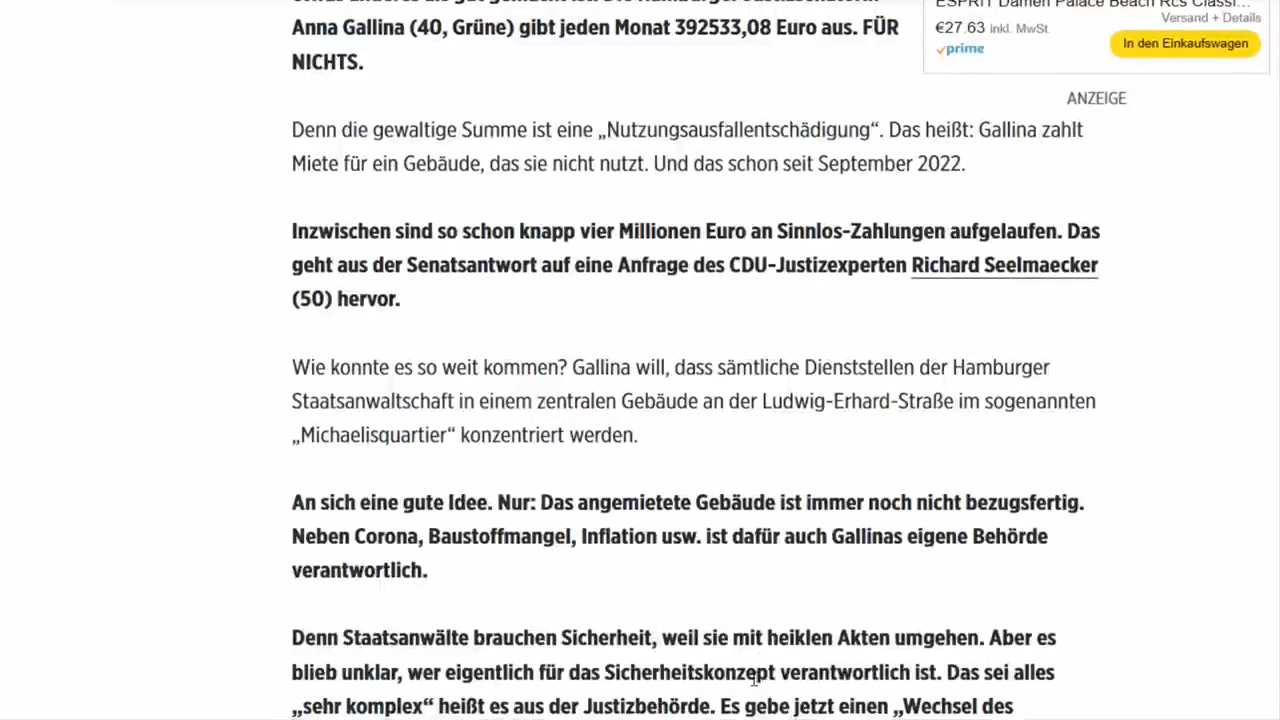 ESPRIT Damen Palace Beach Rcs Classi...
Versand + Details
€27.63 inkl. MwSt.
prime
In den Einkaufswagen
ANZEIGE
Anna Gallina (40, Grüne) gibt jeden Monat 392533,08 Euro aus. FÜR
NICHTS.
Denn die gewaltige Summe ist eine „Nutzungsausfallentschädigung“. Das heißt: Gallina zahlt
Miete für ein Gebäude, das sie nicht nutzt. Und das schon seit September 2022.
Inzwischen sind so schon knapp vier Millionen Euro an Sinnlos-Zahlungen aufgelaufen. Das
geht aus der Senatsantwort auf eine Anfrage des CDU-Justizexperten Richard Seelmaecker
(50) hervor.
Wie konnte es so weit kommen? Gallina will, dass sämtliche Dienststellen der Hamburger
Staatsanwaltschaft in einem zentralen Gebäude an der Ludwig-Erhard-Straße im sogenannten
„Michaelisquartier“ konzentriert werden.
An sich eine gute Idee. Nur: Das angemietete Gebäude ist immer noch nicht bezugsfertig.
Neben Corona, Baustoffmangel, Inflation usw. ist dafür auch Gallinas eigene Behörde
verantwortlich.
Denn Staatsanwälte brauchen Sicherheit, weil sie mit heiklen Akten umgehen. Aber es
blieb unklar, wer eigentlich für das Sicherheitskonzept verantwortlich ist. Das sei alles
„sehr komplex“ heißt es aus der Justizbehörde. Es gebe jetzt einen „Wechsel des